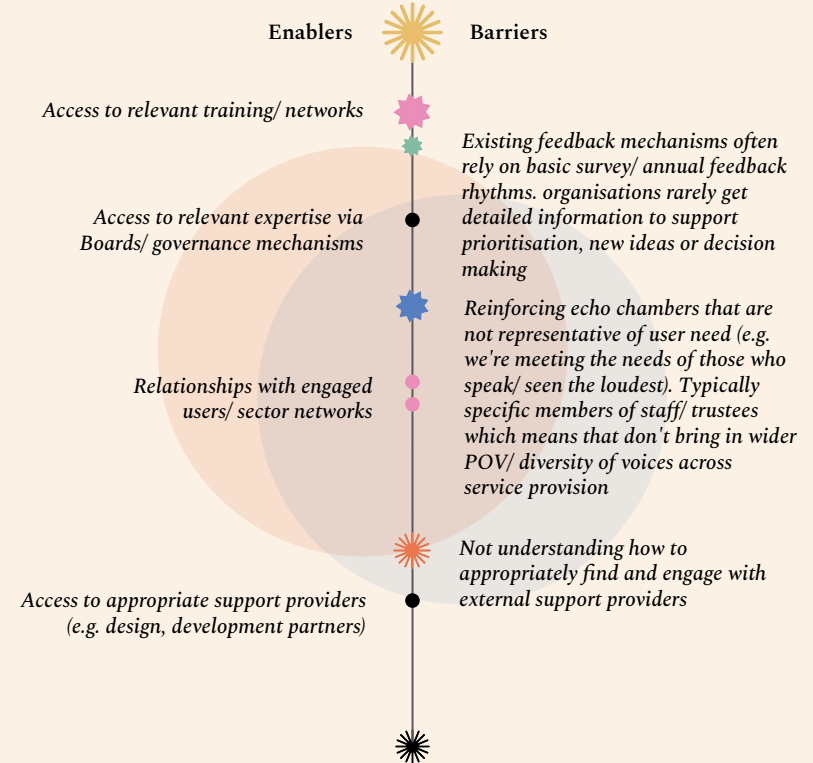 Enablers
Barriers
Access to relevant training/ networks
Existing feedback mechanisms often
rely on basic survey/ annual feedback
rhythms. organisations rarely get
detailed information to support
prioritisation, new ideas or decision
making
Access to relevant expertise via
Boards/ governance mechanisms
Reinforcing echo chambers that are
not representative of user need (e.g.
we're meeting the needs of those who
speak/ seen the loudest). Typically
specific members of staff/ trustees
which means that don't bring in wider
POV/ diversity of voices across
service provision
Relationships with engaged
users/ sector networks
Not understanding how to
appropriately find and engage with
external support providers
Access to appropriate support providers
(e.g. design, development partners)